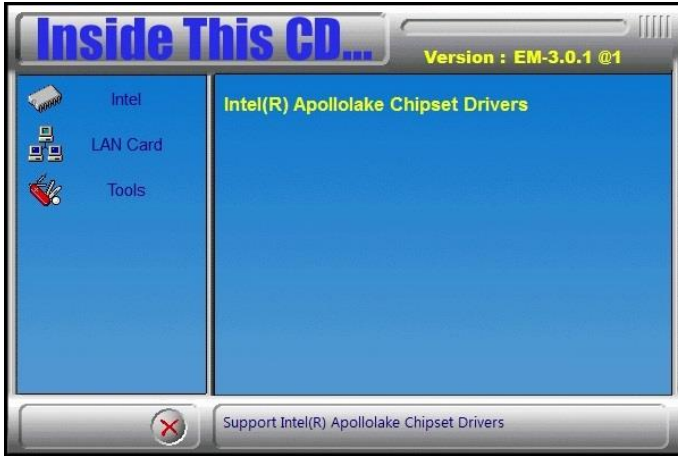 Inside This CD...
Version : EM-3.0.1 @1
Intel
LAN Card
Tools
Intel(R) Apollolake Chipset Drivers
Support Intel(R) Apollolake Chipset Drivers